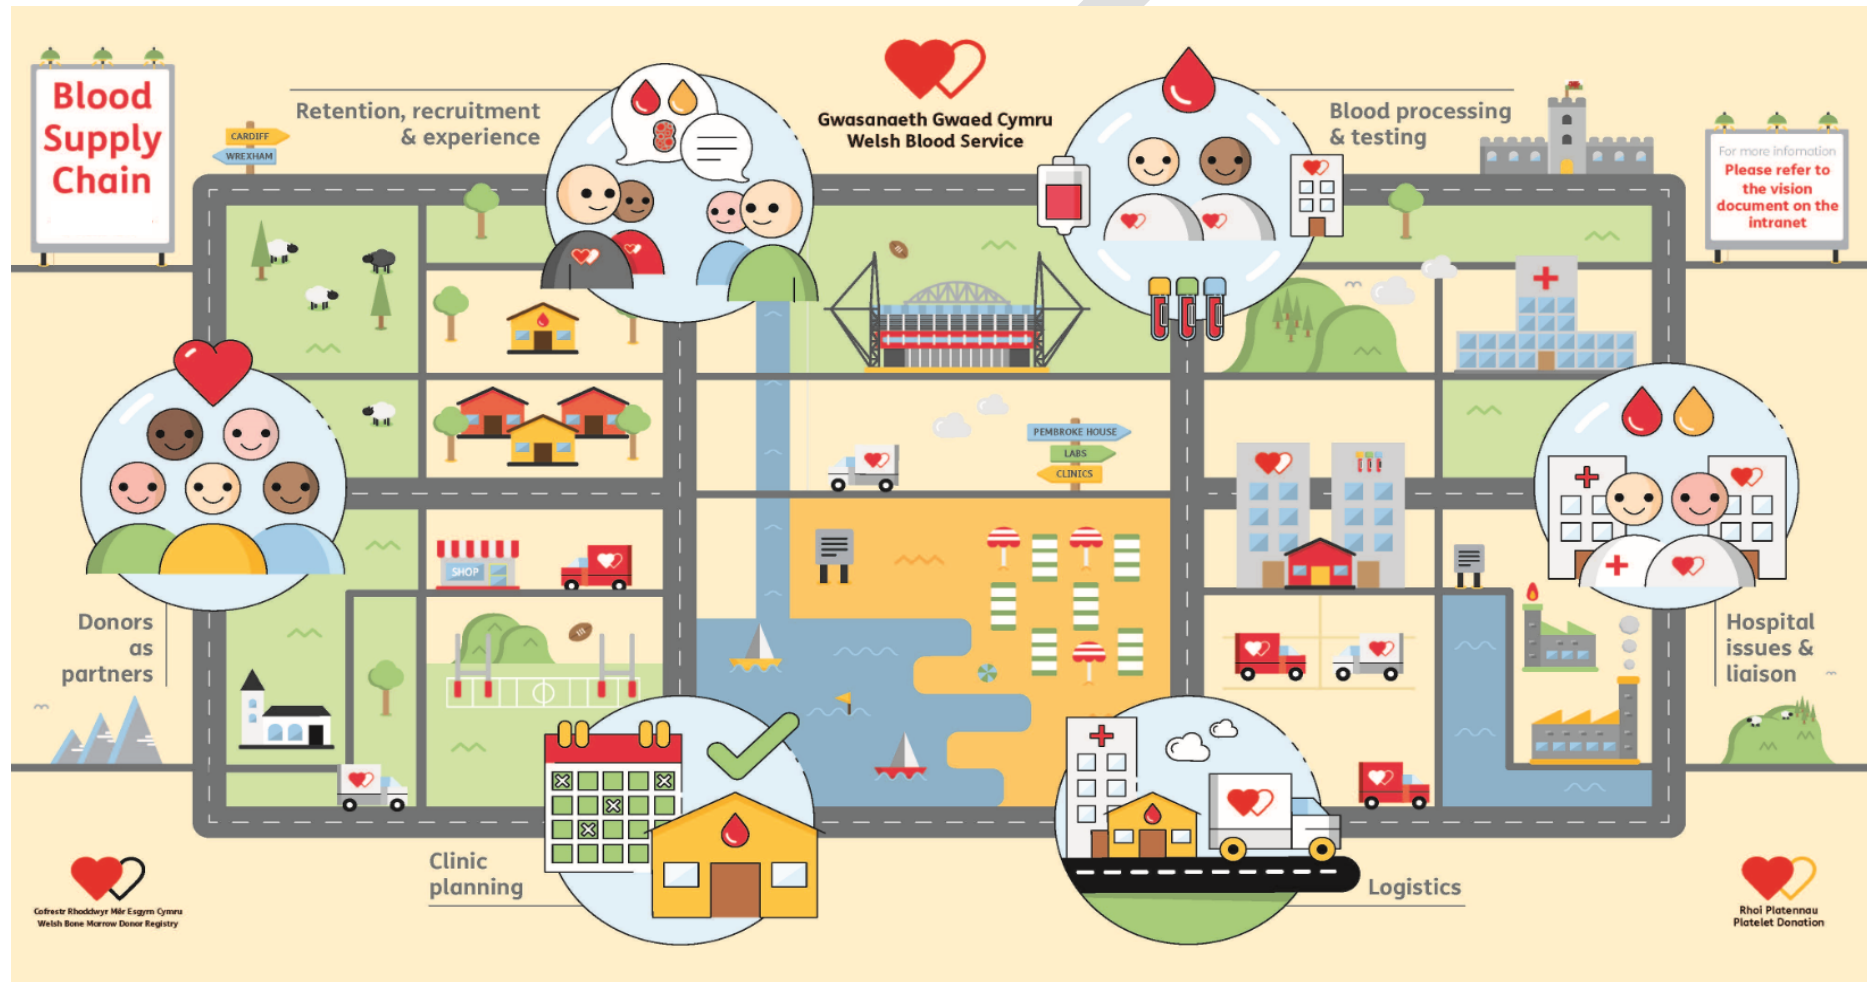 Blood
Supply
Chain
CARDIFF
WREXHAM
Retention, recruitment
& experience
Gwasanaeth Gwaed Cymru
Welsh Blood Service
Blood processing
& testing
For more infomation
Please refer to
the vision
document on the
intranet
PEMBROKE HOUSE
LABS
CLINICS
SHOP
Donors
as
partners
Hospital
issues &
liaison
Clinic
planning
Logistics
Cofrestr Rhoddwyr Mêr Esgyrn Cymru
Welsh Bone Marrow Donor Registry
Rhoi Platennau
Platelet Donation